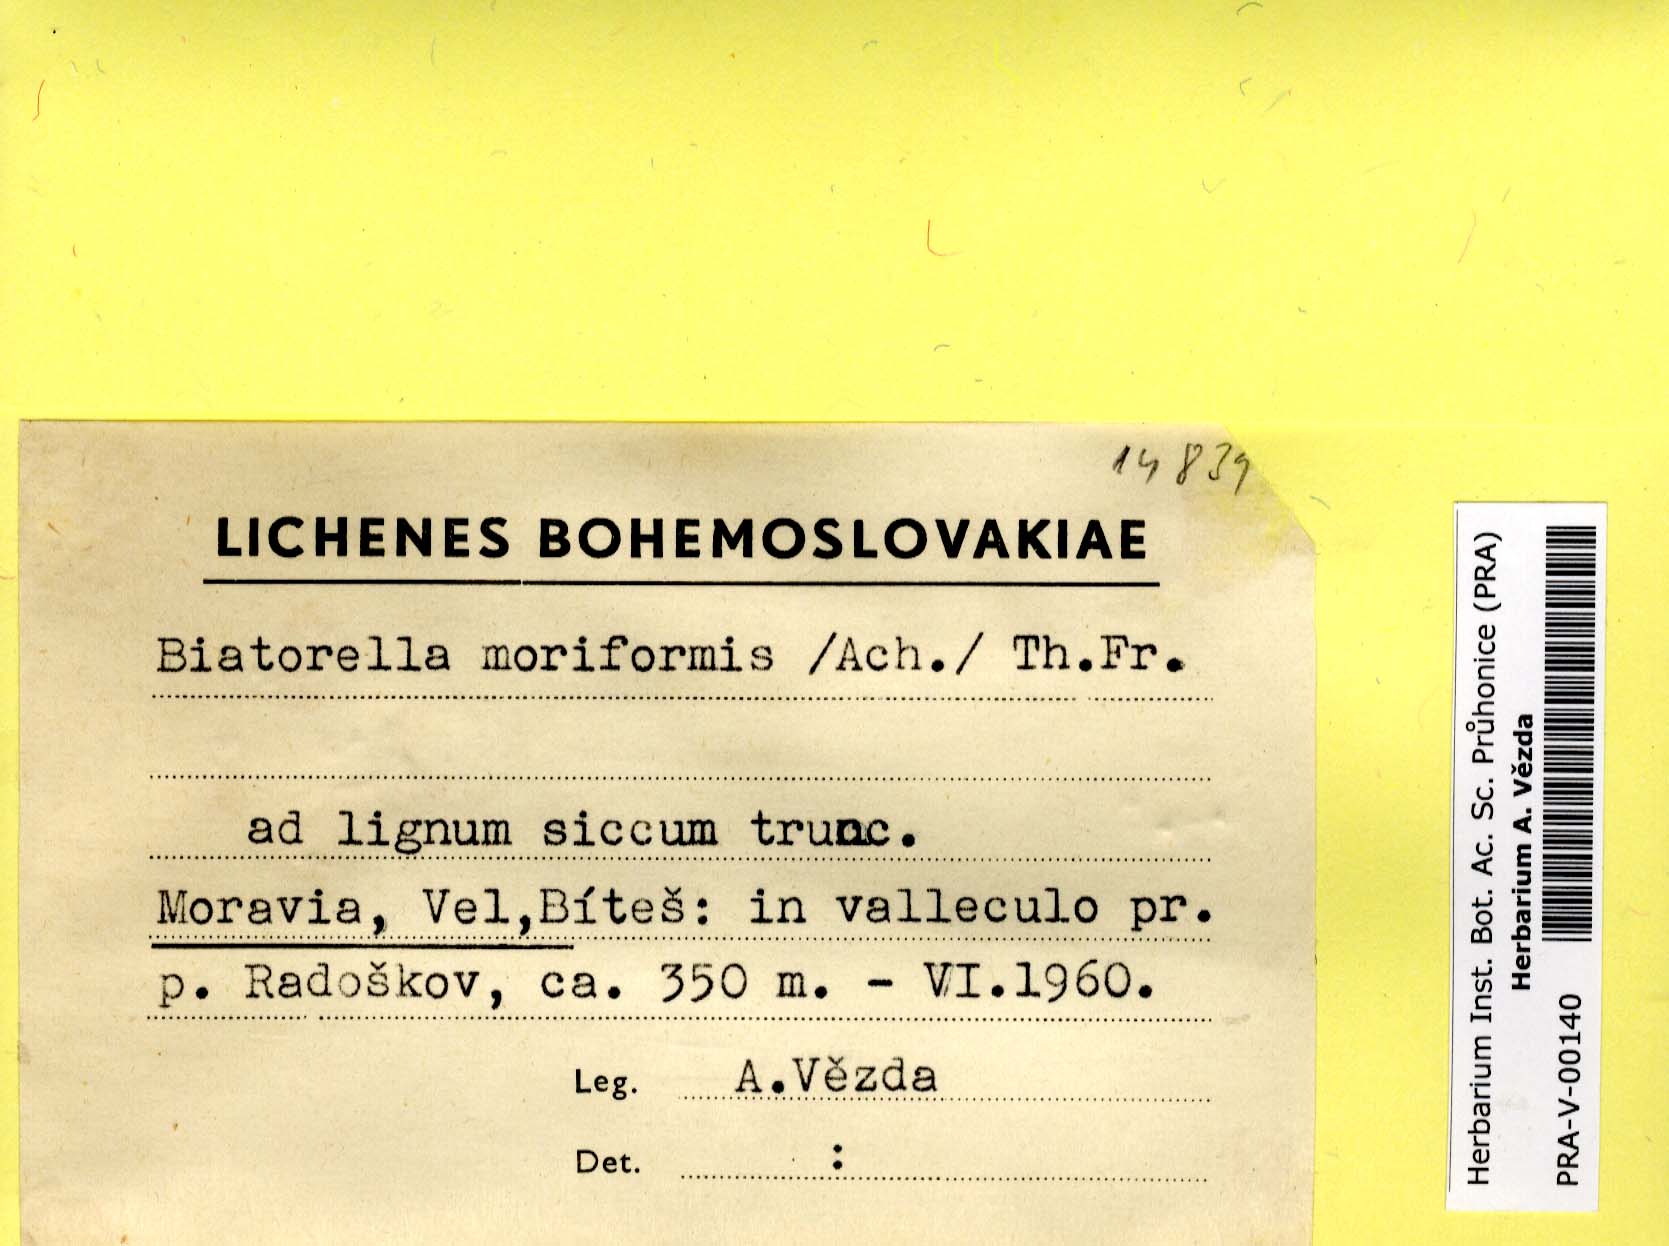 14839
LICHENES BOHEMOSLOVAKIAE
Biatorella moriformis /Ach./ Th.Fr.
ad lignum siccum trunc.
Moravia, Vel,Bíteš: in valleculo pr.
p. Radoškov, ca. 350 m. - VI.1960.
Leg. A.Vězda
Det. :
Herbarium Inst. Bot. Ac. Sc. Průhonice (PRA)
Herbarium A. Vězda
PRA-V-00140